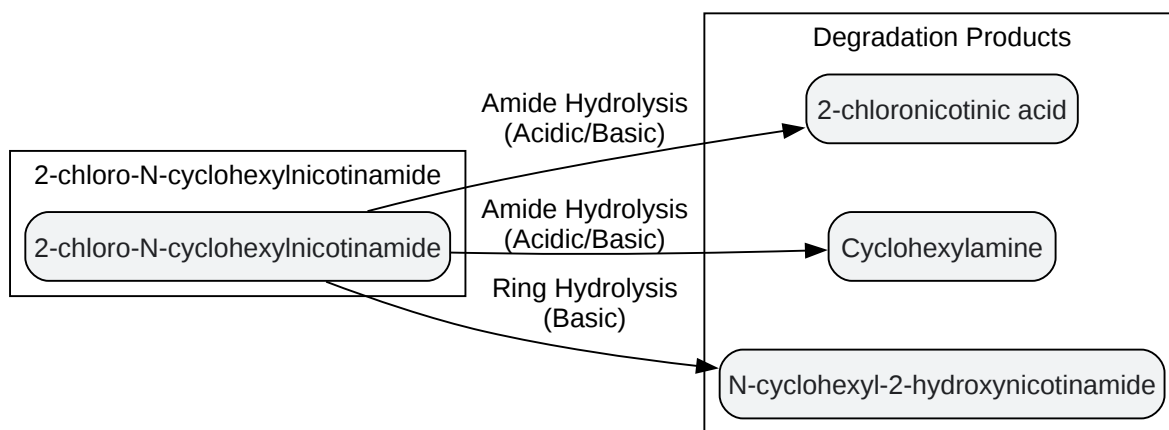 Degradation Products
2-chloronicotinic acid
Amide Hydrolysis
(Acidic/Basic)
2-chloro-N-cyclohexylnicotinamide
2-chloro-N-cyclohexylnicotinamide
Amide Hydrolysis
(Acidic/Basic)
Cyclohexylamine
Ring Hydrolysis
(Basic)
N-cyclohexyl-2-hydroxynicotinamide